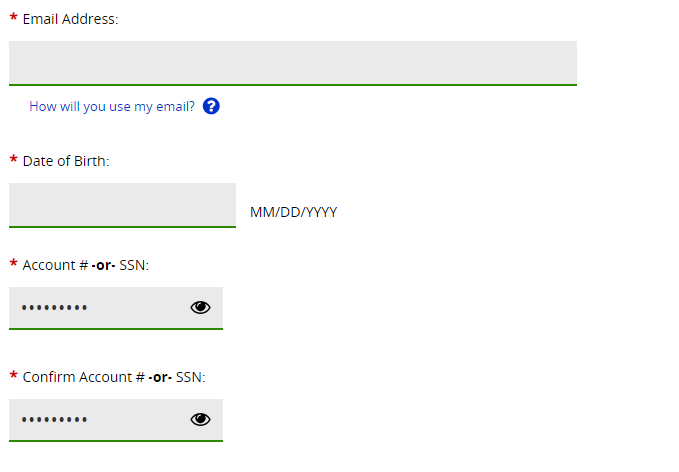 * Email Address:
How will you use my email? ?
* Date of Birth:
MM/DD/YYYY
* Account # -or- SSN:
•••••••••
* Confirm Account # -or- SSN:
•••••••••